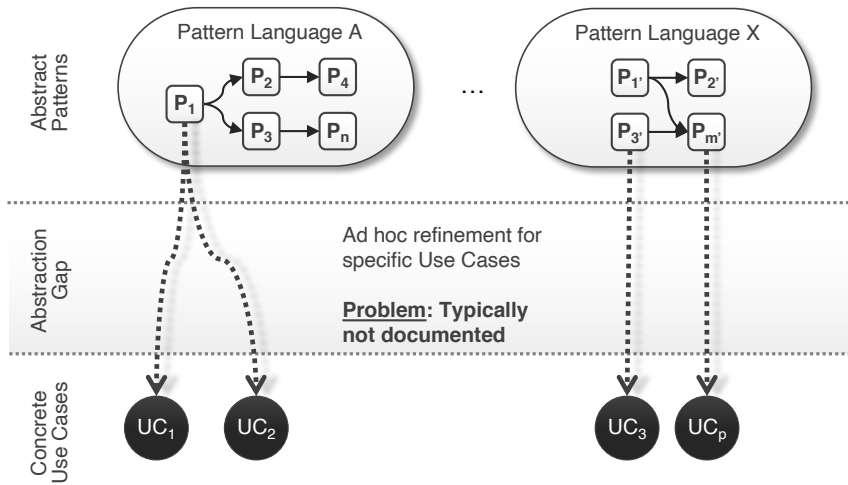 Abstract
Patterns
Pattern Language A
P1
P2
P4
P3
Pn
...
Pattern Language X
P1'
P2'
P3'
Pm'
Abstraction
Gap
Ad hoc refinement for
specific Use Cases
Problem: Typically
not documented
Concrete
Use Cases
UC1
UC2
UC3
UCp